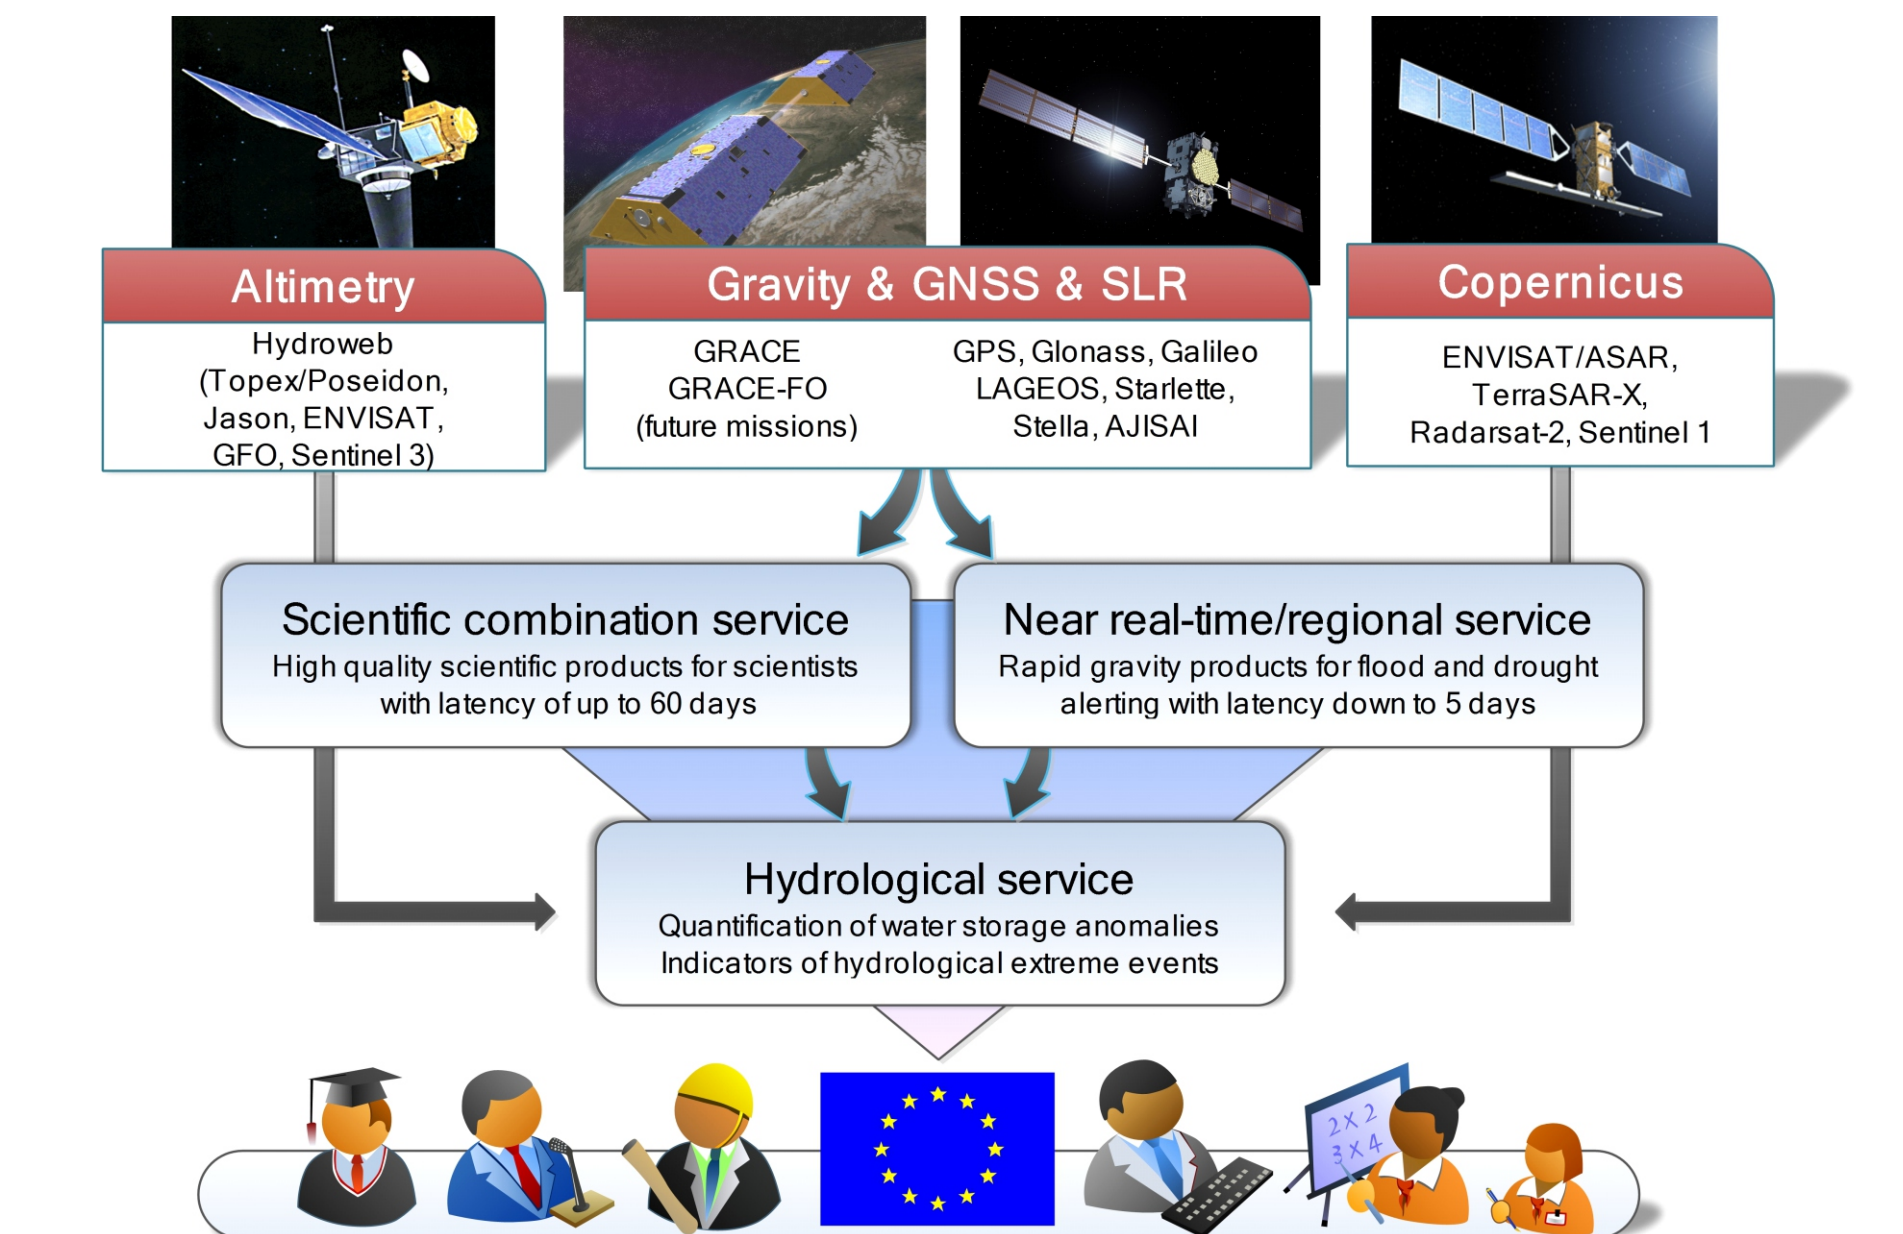 Altimetry
Hydroweb
(Topex/Poseidon,
Jason, ENVISAT,
GFO, Sentinel 3)
Gravity & GNSS & SLR
GRACE
GRACE-FO
(future missions)
GPS, Glonass, Galileo
LAGEOS, Starlette,
Stella, AJISAI
Copernicus
ENVISAT/ASAR,
TerraSAR-X,
Radarsat-2, Sentinel 1
Scientific combination service
High quality scientific products for scientists
with latency of up to 60 days
Near real-time/regional service
Rapid gravity products for flood and drought
alerting with latency down to 5 days
Hydrological service
Quantification of water storage anomalies
Indicators of hydrological extreme events
2 X 2
3 X 4